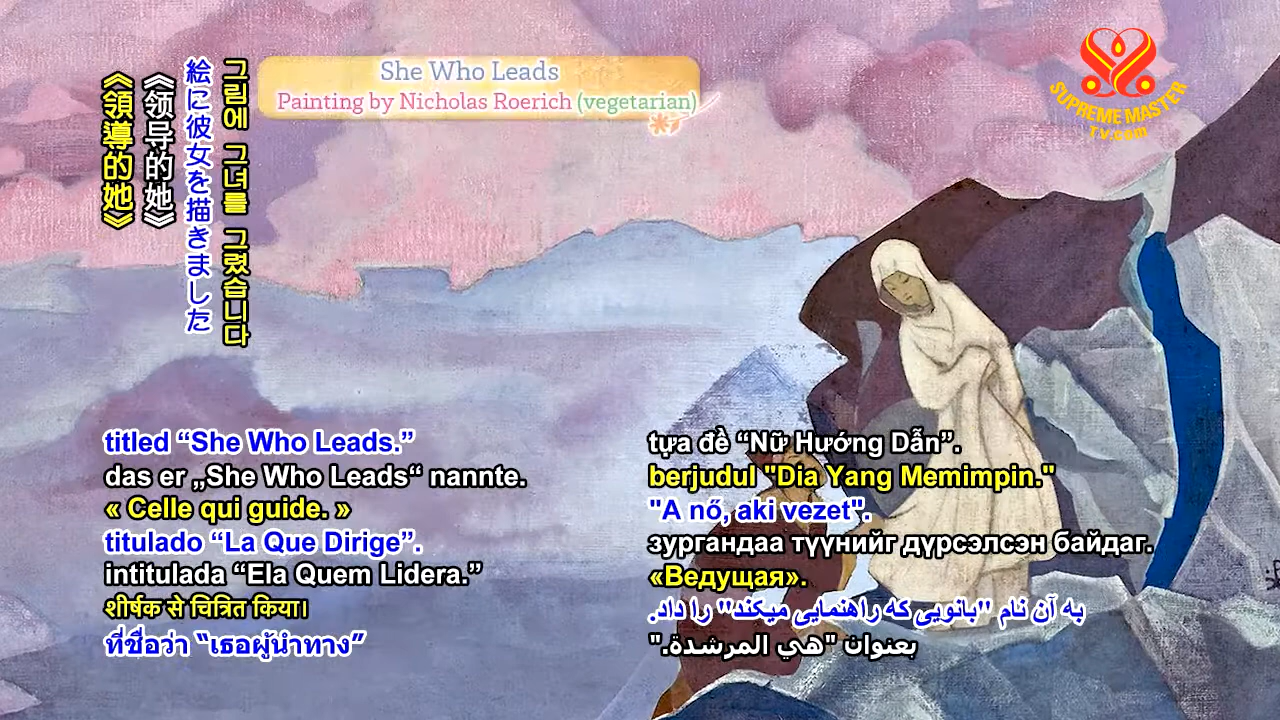 She Who Leads
Painting by Nicholas Roerich (vegetarian)
SUPREME MASTER
TV.com
그림에 그녀를 그렸습니다
絵に彼女を描きました
《领导的她》
《領導的她》
titled “She Who Leads.”
das er „She Who Leads“ nannte.
« Celle qui guide. »
titulado “La Que Dirige”.
intitulada “Ela Quem Lidera.”
शीर्षक से चित्रित किया।
ที่ชื่อว่า “เธอผู้นำทาง”
tựa đề “Nữ Hướng Dẫn”.
berjudul "Dia Yang Memimpin."
"A nő, aki vezet".
зургандаа түүнийг дүрсэлсэн байдаг.
«Ведущая».
به آن نام "بانویی که راهنمایی میکند" را داد.
بعنوان "هي المرشدة."